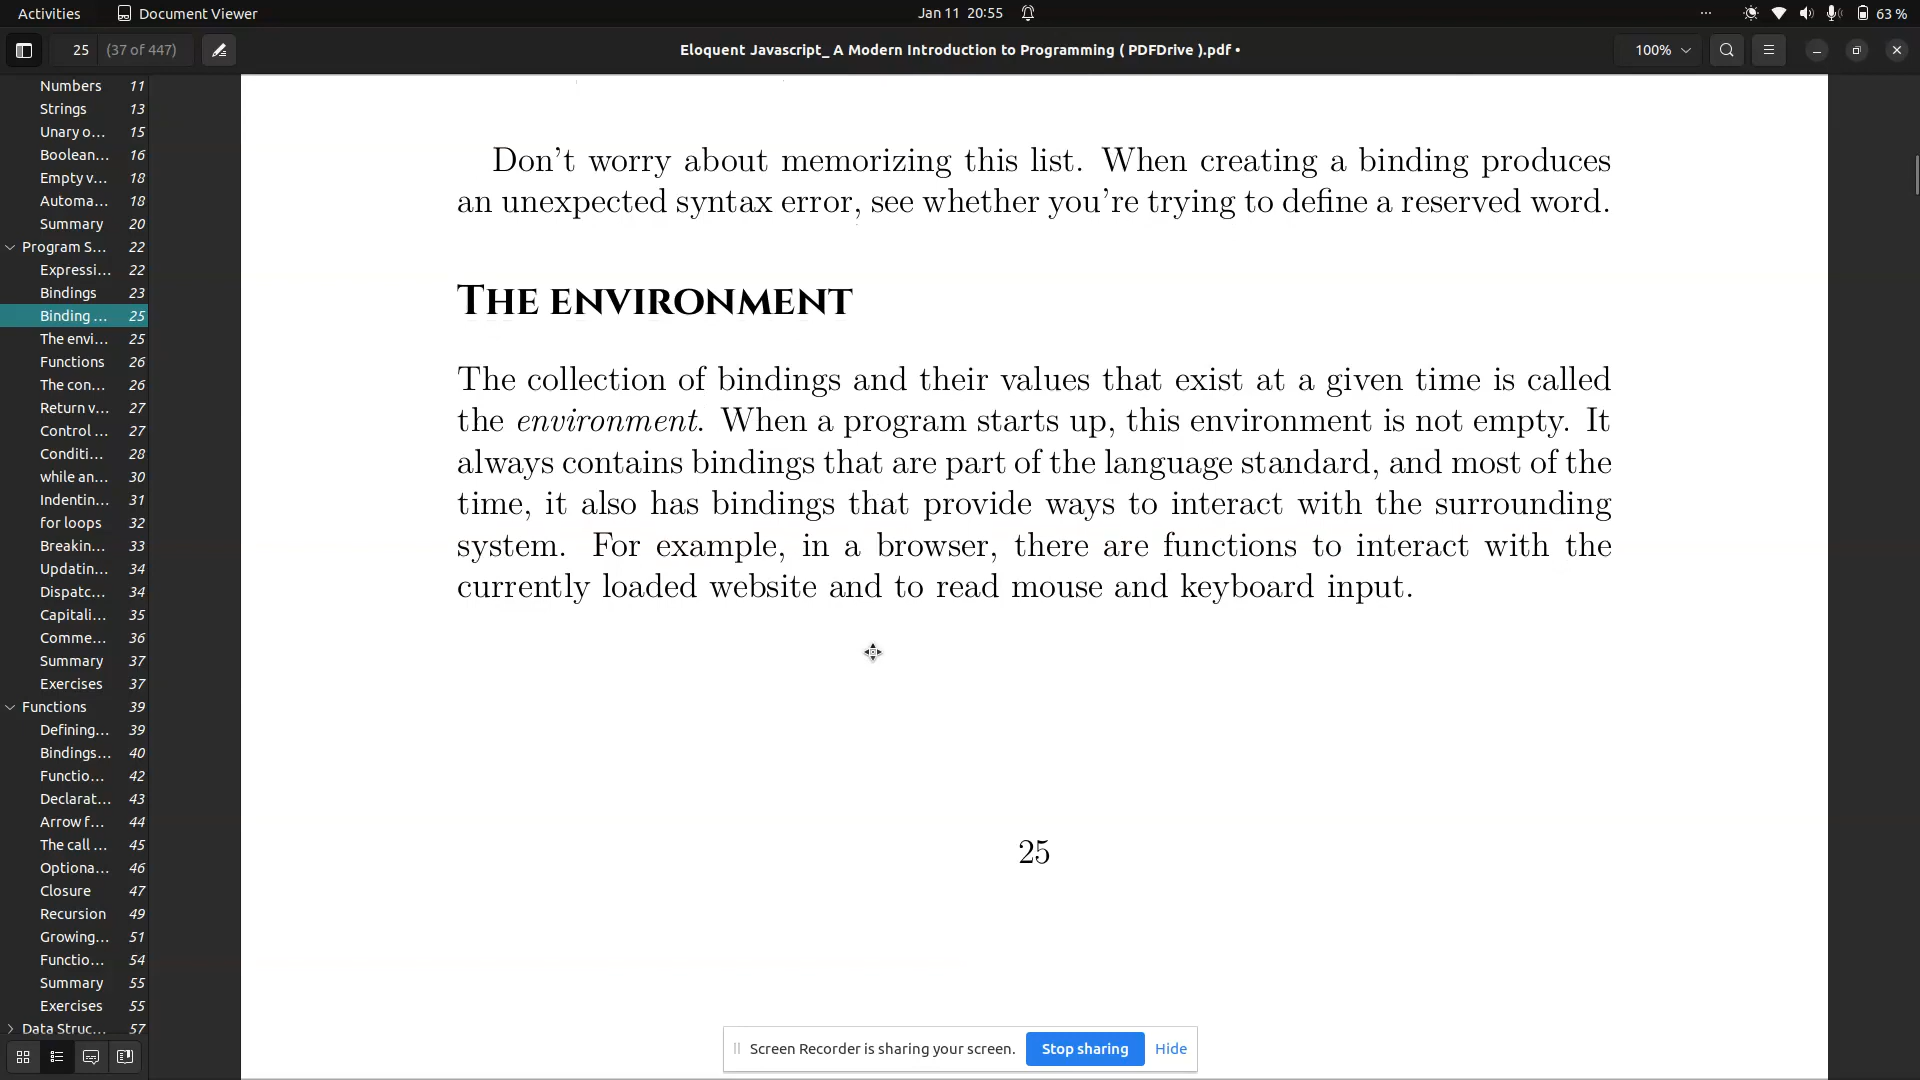 Activities
Document Viewer
Jan 11 20:55
63 %
25
(37 of 447)
Eloquent Javascript_ A Modern Introduction to Programming ( PDFDrive ).pdf •
100%
Numbers 11
Strings 13
Unary o... 15
Boolean... 16
Empty v... 18
Automa... 18
Summary 20
Program S... 22
Expressi... 22
Bindings 23
Binding ... 25
The envi... 25
Functions 26
The con... 26
Return v... 27
Control ... 27
Conditi... 28
while an... 30
Indentin... 31
for loops 32
Breakin... 33
Updatin... 34
Dispatc... 34
Capitali... 35
Comme... 36
Summary 37
Exercises 37
Functions 39
Defining... 39
Bindings... 40
Functio... 42
Declarat... 43
Arrow f... 44
The call ... 45
Optiona... 46
Closure 47
Recursion 49
Growing... 51
Functio... 54
Summary 55
Exercises 55
Data Struc... 57
Don't worry about memorizing this list. When creating a binding produces
an unexpected syntax error, see whether you're trying to define a reserved word.
THE ENVIRONMENT
The collection of bindings and their values that exist at a given time is called
the environment. When a program starts up, this environment is not empty. It
always contains bindings that are part of the language standard, and most of the
time, it also has bindings that provide ways to interact with the surrounding
system. For example, in a browser, there are functions to interact with the
currently loaded website and to read mouse and keyboard input.
25
Screen Recorder is sharing your screen.
Stop sharing
Hide